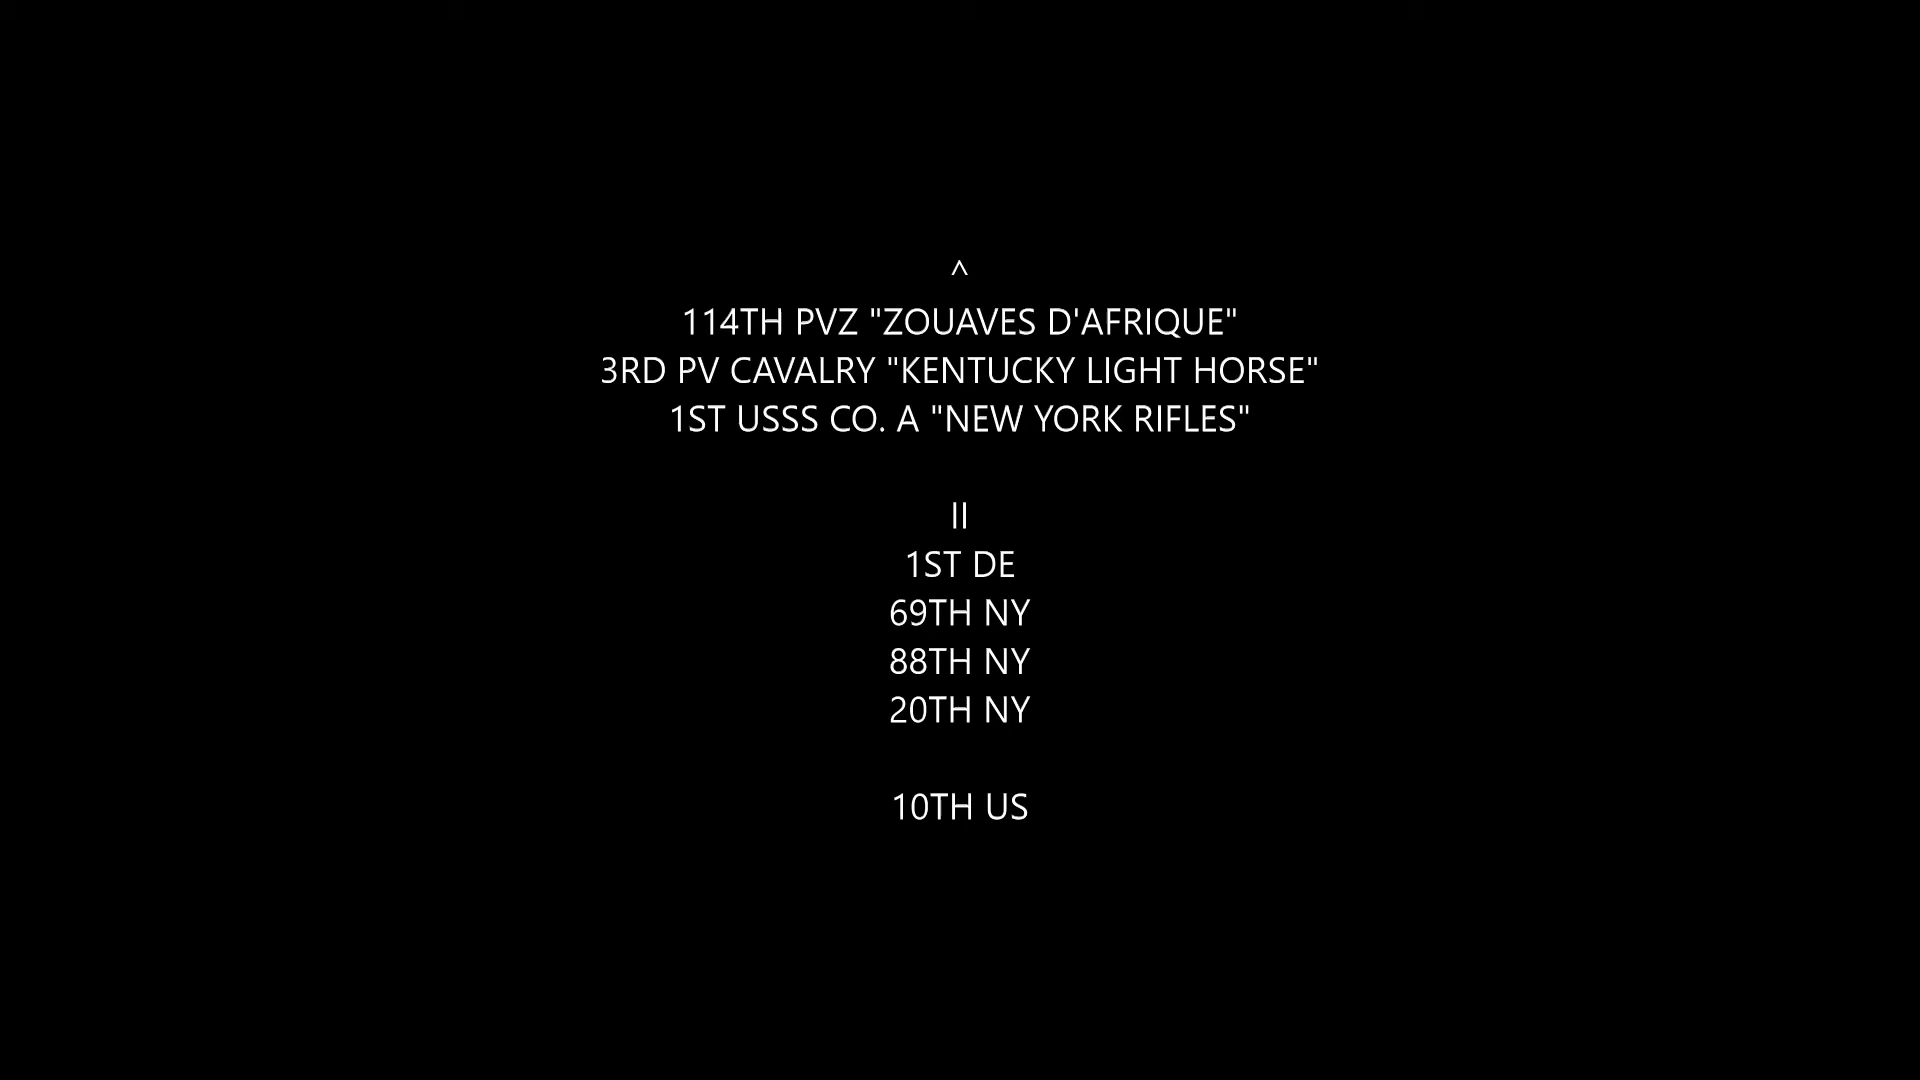 ^
114TH PVZ "ZOUAVES D'AFRIQUE"
3RD PV CAVALRY "KENTUCKY LIGHT HORSE"
1ST USSS CO. A "NEW YORK RIFLES"
II
1ST DE
69TH NY
88TH NY
20TH NY
10TH US